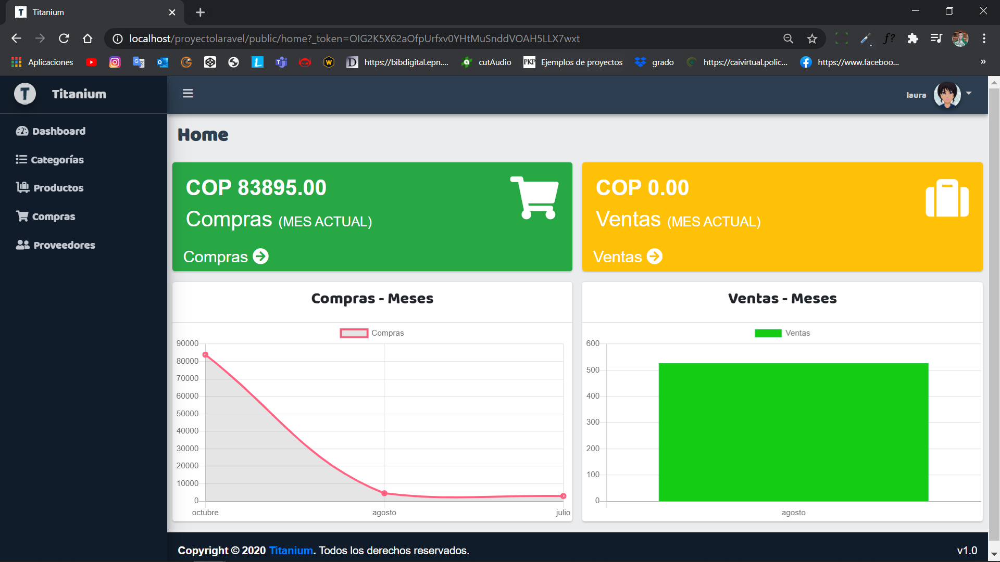 T Titanium
localhost/proyectolaravel/public/home?_token=OIG2K5X62aOfpUrfxv0YHtMuSnddVOAH5LLX7wxt
f?
Aplicaciones
https://bibdigital.epn....
cutAudio
PKP Ejemplos de proyectos
grado
https://caivirtual.polic...
https://www.faceboo...
»
T Titanium
laura
Dashboard
Categorías
Productos
Compras
Proveedores
Home
COP 83895.00
Compras (MES ACTUAL)
Compras
COP 0.00
Ventas (MES ACTUAL)
Ventas
Compras - Meses
Compras
90000
80000
70000
60000
50000
40000
30000
20000
10000
0
octubre agosto julio
Ventas - Meses
Ventas
600
500
400
300
200
100
0
agosto
Copyright © 2020 Titanium. Todos los derechos reservados.
v1.0